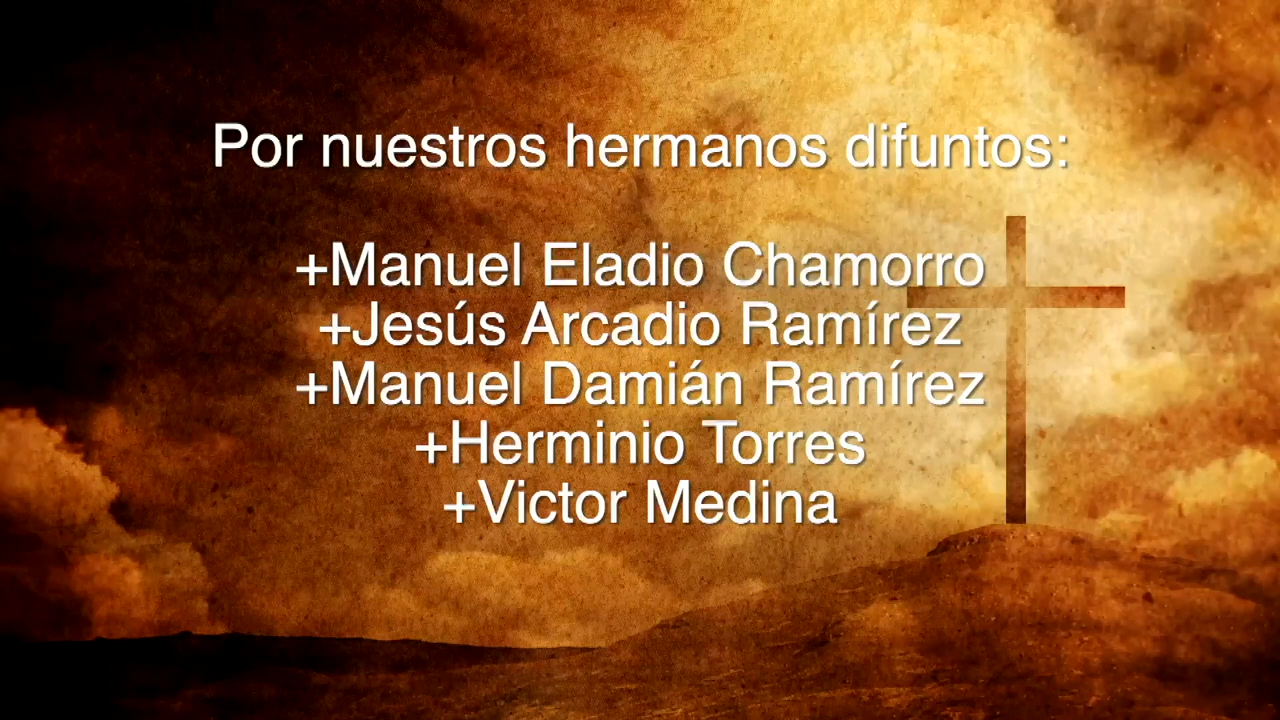 Por nuestros hermanos difuntos:
+Manuel Eladio Chamorro
+Jesús Arcadio Ramírez
+Manuel Damián Ramírez
+Herminio Torres
+Victor Medina